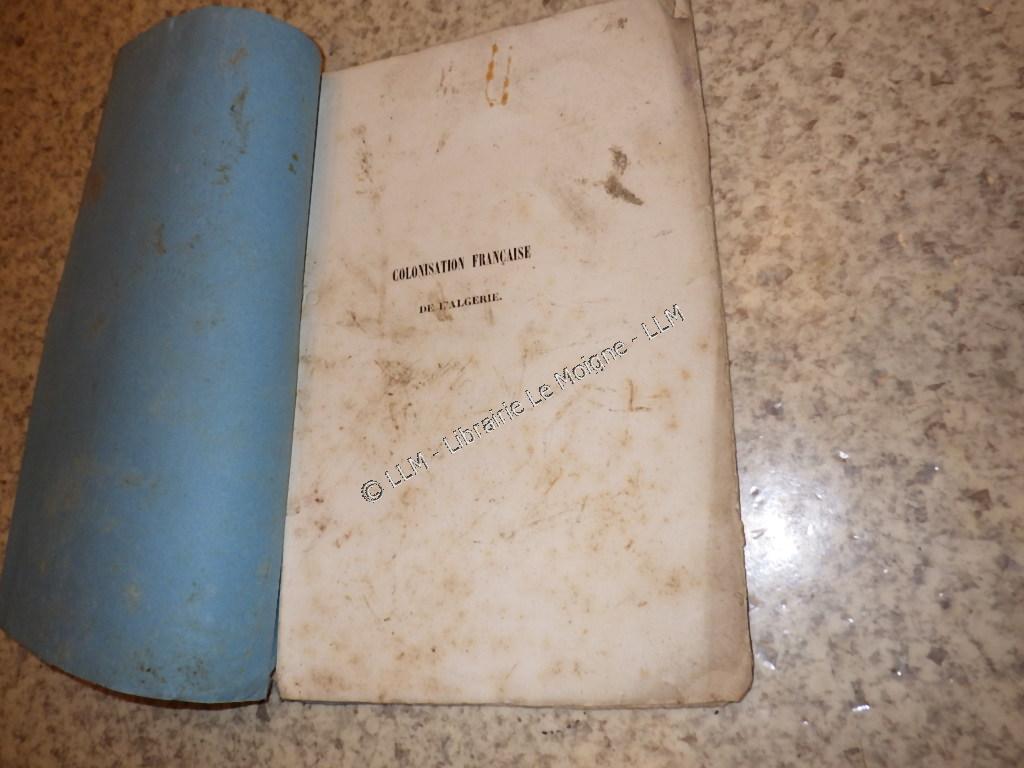 COLONISATION FRANÇAISE
DE L'ALGERIE.
© LLM - Librairie Le Moigne - LLM